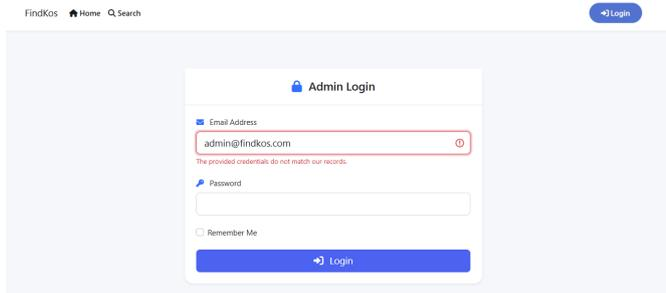 FindKos Home Search Login
Admin Login
Email Address
admin@findkos.com
The provided credentials do not match our records.
Password
Remember Me
Login